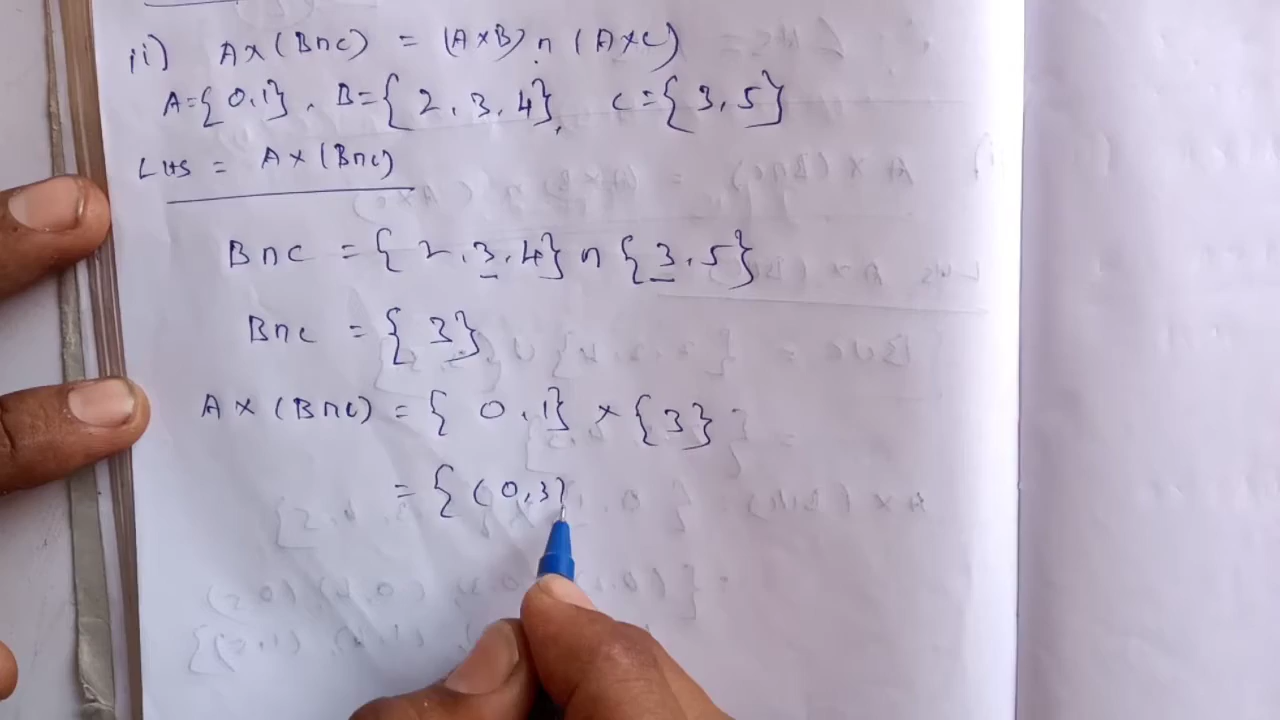 ii) A×(B∩C) = (A×B) ∩ (A×C)
A={0,1}, B={2,3,4}, C={3,5}
LHS = A×(B∩C)
B∩C = {2,3,4} ∩ {3,5}
B∩C = {3}
A×(B∩C) = {0,1} × {3}
= {(0,3)